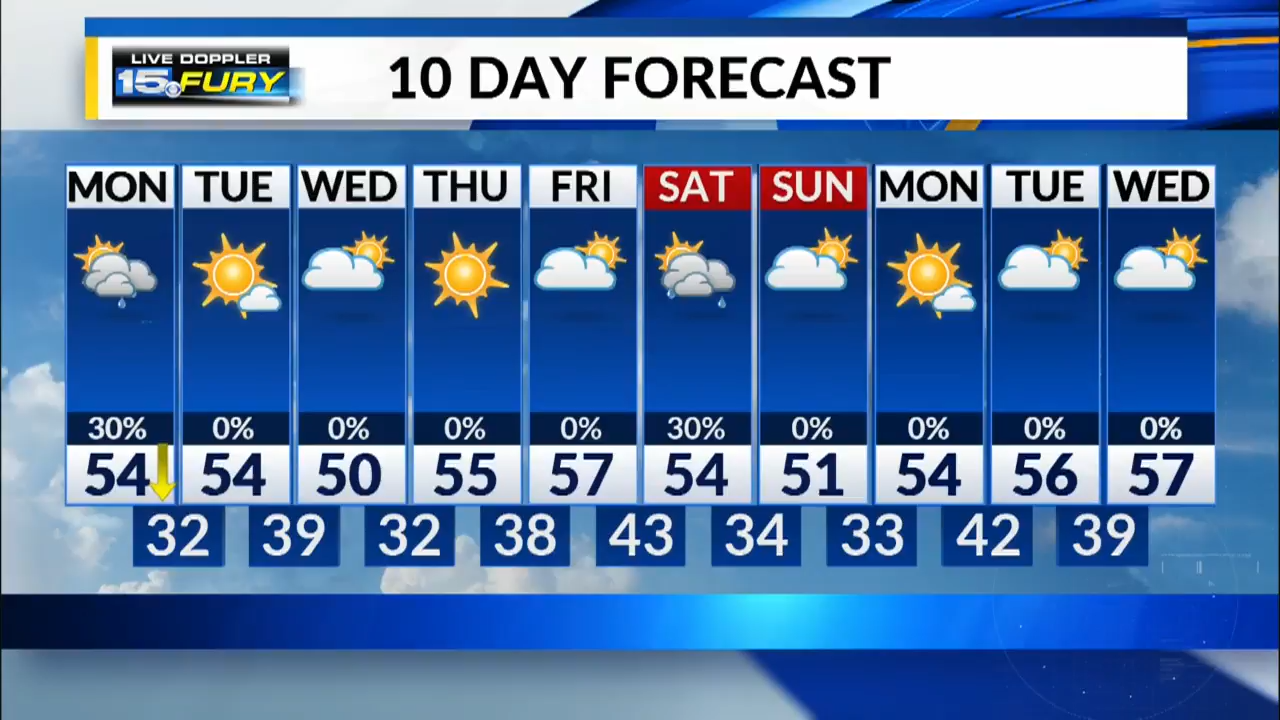 LIVE DOPPLER
15 FURY
10 DAY FORECAST
MON TUE WED THU FRI SAT SUN MON TUE WED
30% 0% 0% 0% 0% 30% 0% 0% 0% 0%
54 54 50 55 57 54 51 54 56 57
32 39 32 38 43 34 33 42 39